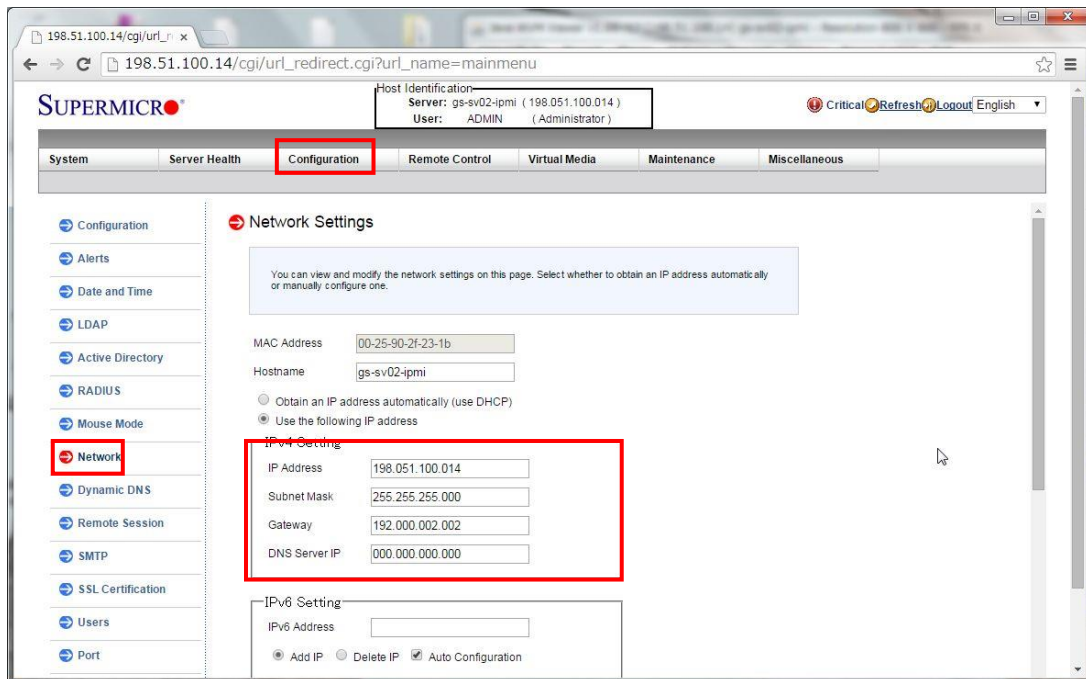 198.51.100.14/cgi/url_r
198.51.100.14/cgi/url_redirect.cgi?url_name=mainmenu
SUPERMICRO
Host Identification
Server: gs-sv02-ipmi (198.051.100.014)
User: ADMIN (Administrator)
Critical Refresh Logout English
System Server Health Configuration Remote Control Virtual Media Maintenance Miscellaneous
Configuration
Alerts
Date and Time
LDAP
Active Directory
RADIUS
Mouse Mode
Network
Dynamic DNS
Remote Session
SMTP
SSL Certification
Users
Port
Network Settings
You can view and modify the network settings on this page. Select whether to obtain an IP address automatically
or manually configure one.
MAC Address 00-25-90-2f-23-1b
Hostname gs-sv02-ipmi
Obtain an IP address automatically (use DHCP)
Use the following IP address
IPv4 Setting
IP Address 198.051.100.014
Subnet Mask 255.255.255.000
Gateway 192.000.002.002
DNS Server IP 000.000.000.000
IPv6 Setting
IPv6 Address
Add IP Delete IP Auto Configuration